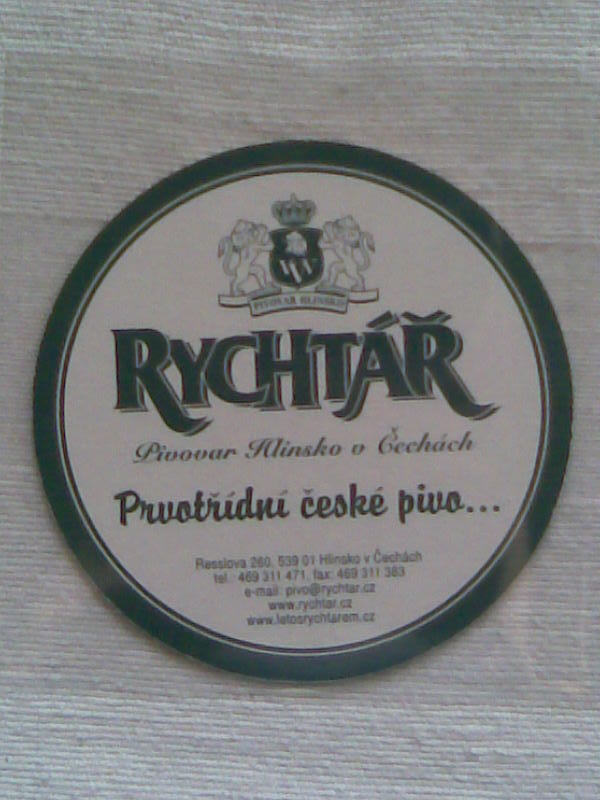 PIVOVAR HLINSKO
RYCHTÁŘ
Pivovar Hlinsko v Čechách
Prvotřídní české pivo...
Resslova 260, 539 01 Hlinsko v Čechách
tel.: 469 311 471, fax: 469 311 383
e-mail: pivo@rychtar.cz
www.rychtar.cz
www.letosrychtarem.cz